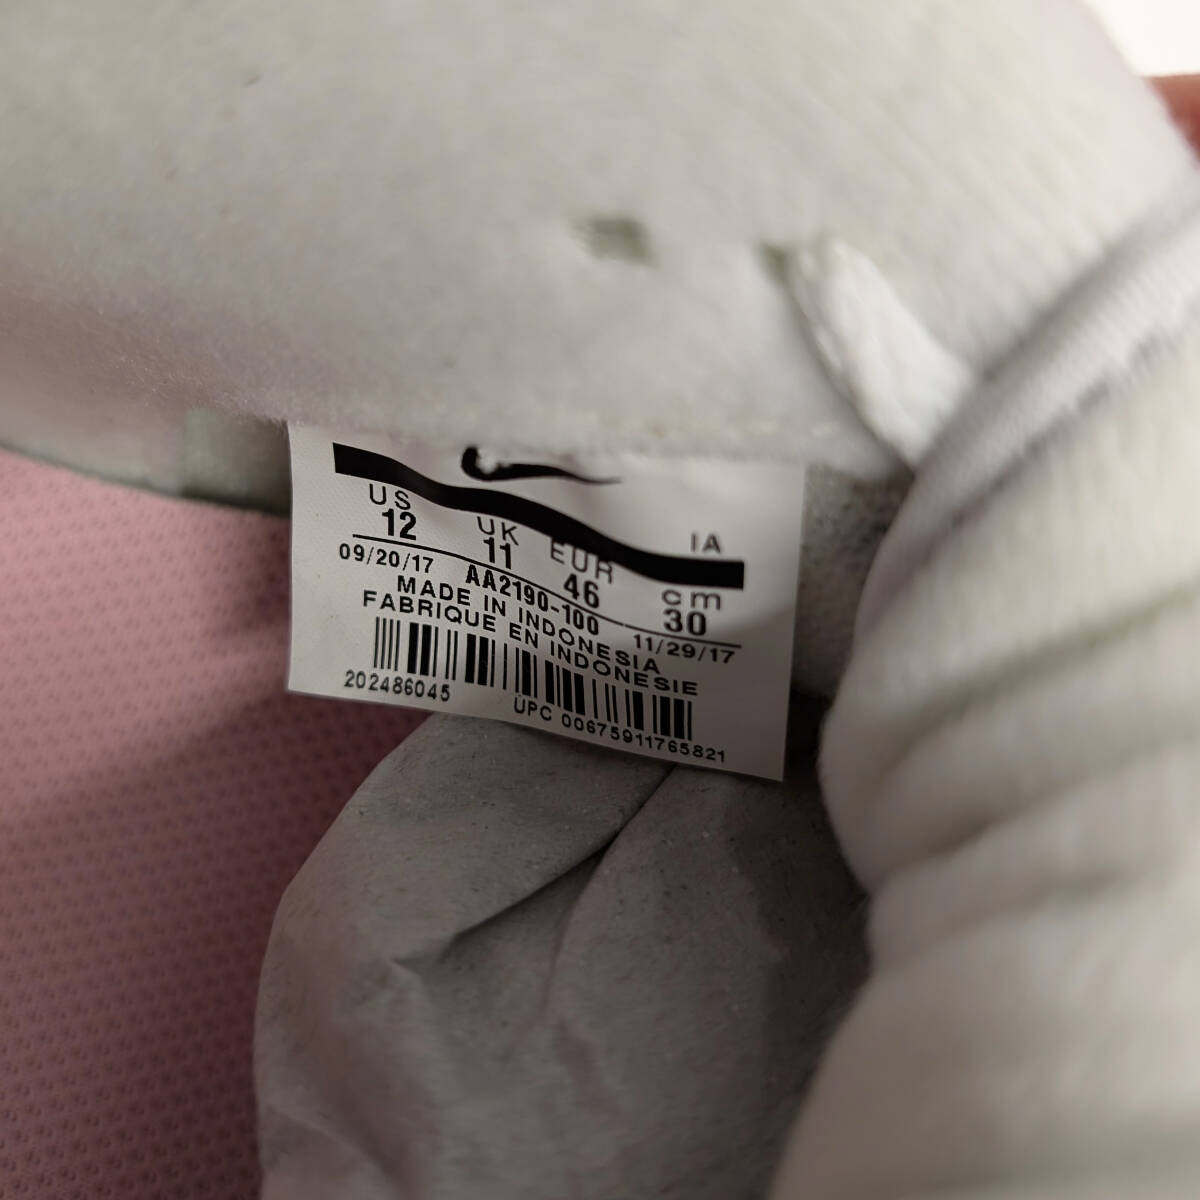 US UK EUR cm IA
12 11 46 30
09/20/17 AA2190-100 11/29/17
MADE IN INDONESIA
FABRIQUE EN INDONESIE
202486045 UPC 00675911765821